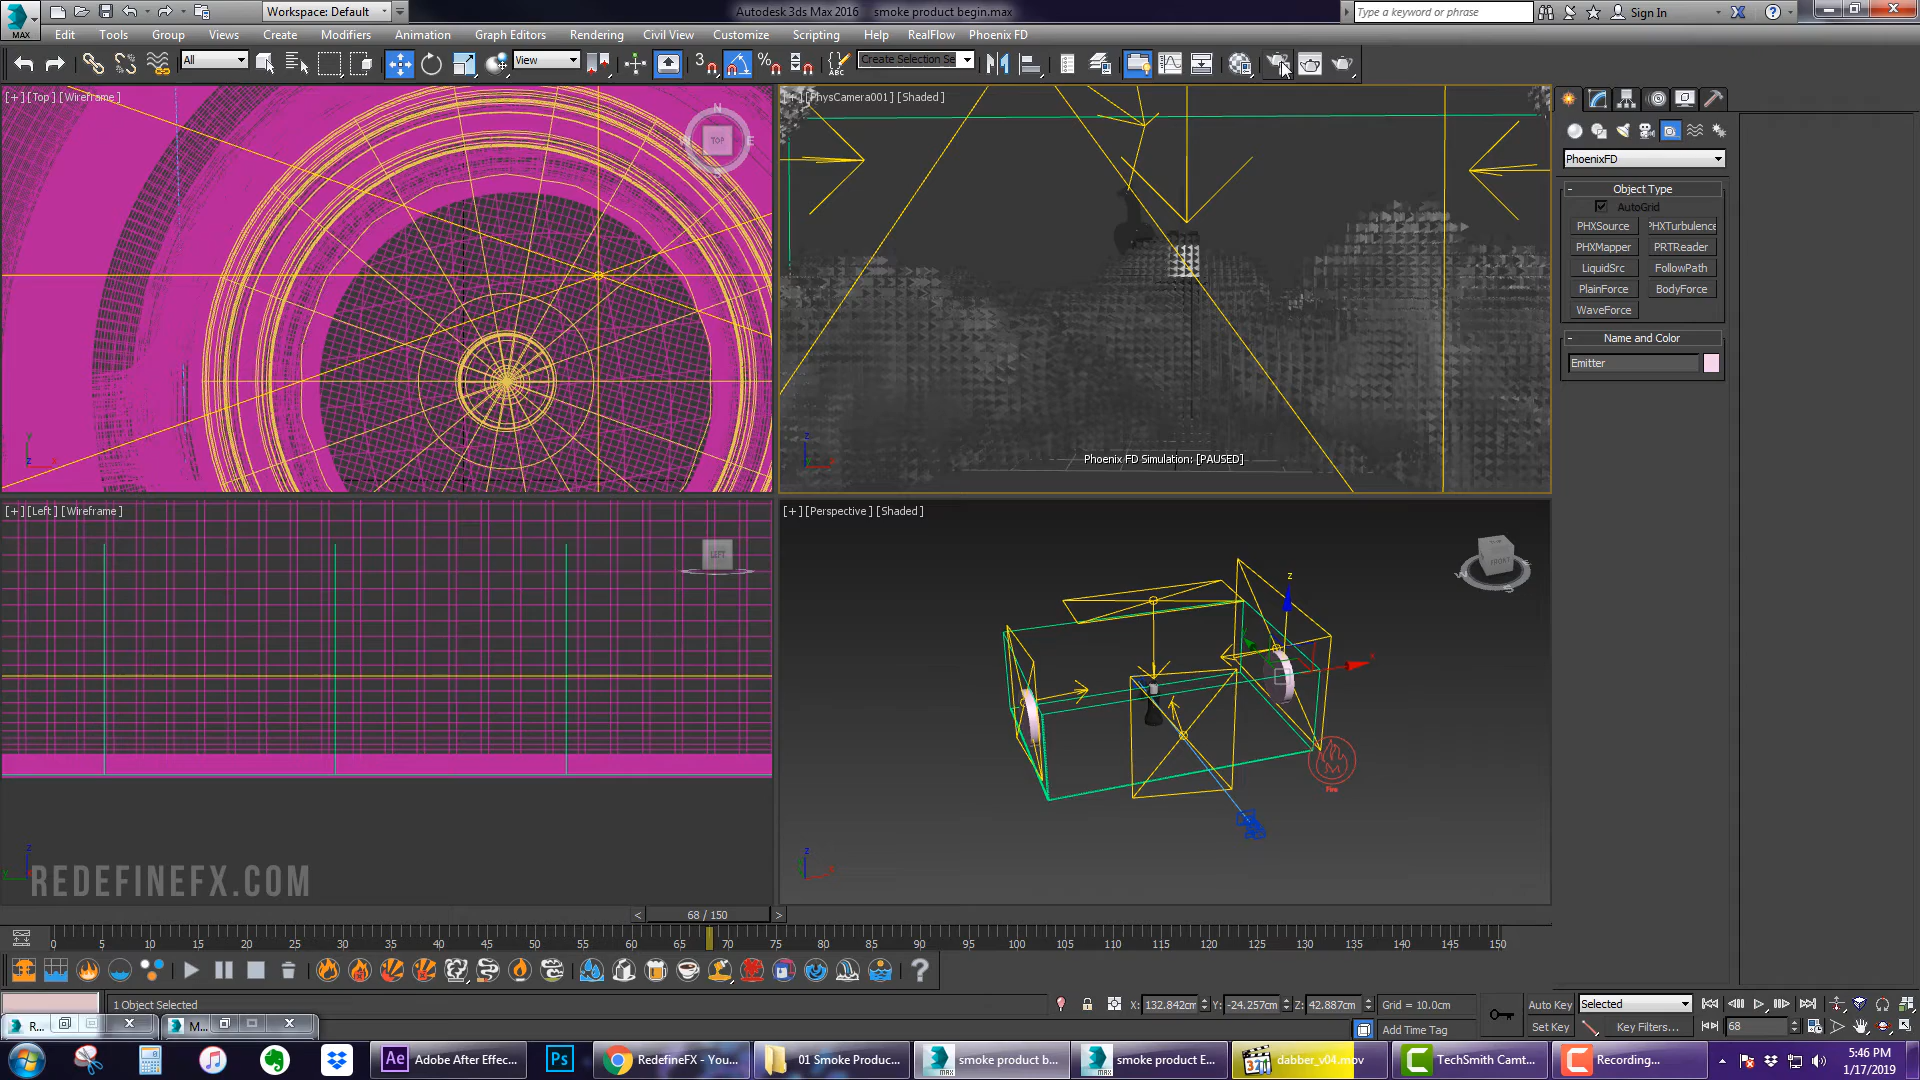 Workspace: Default
Autodesk 3ds Max 2016    smoke product begin.max
Type a keyword or phrase
Sign In
MAX
Edit Tools Group Views Create Modifiers Animation Graph Editors Rendering Civil View Customize Scripting Help RealFlow Phoenix FD
All
View
Create Selection Se
[+] [Top] [Wireframe]
TOP
[+] [PhysCamera001] [Shaded]
Phoenix FD Simulation: [PAUSED]
[+] [Left] [Wireframe]
LEFT
[+] [Perspective] [Shaded]
FRONT
Fire
PhoenixFD
Object Type
AutoGrid
PHXSource PHXTurbulence
PHXMapper PRTReader
LiquidSrc FollowPath
PlainForce BodyForce
WaveForce
Name and Color
Emitter
REDEFINEFX.COM
68 / 150
0 5 10 15 20 25 30 35 40 45 50 55 60 65 70 75 80 85 90 95 100 105 110 115 120 125 130 135 140 145 150
1 Object Selected
X: 132.842cm Y: -24.257cm Z: 42.887cm Grid = 10.0cm
Auto Key Selected
Add Time Tag
Set Key Key Filters...
68
R...
M...
Adobe After Effec...
RedefineFX - You...
01 Smoke Produc...
smoke product b...
smoke product E...
dabber_v04.mov
TechSmith Camt...
Recording...
5:46 PM
1/17/2019